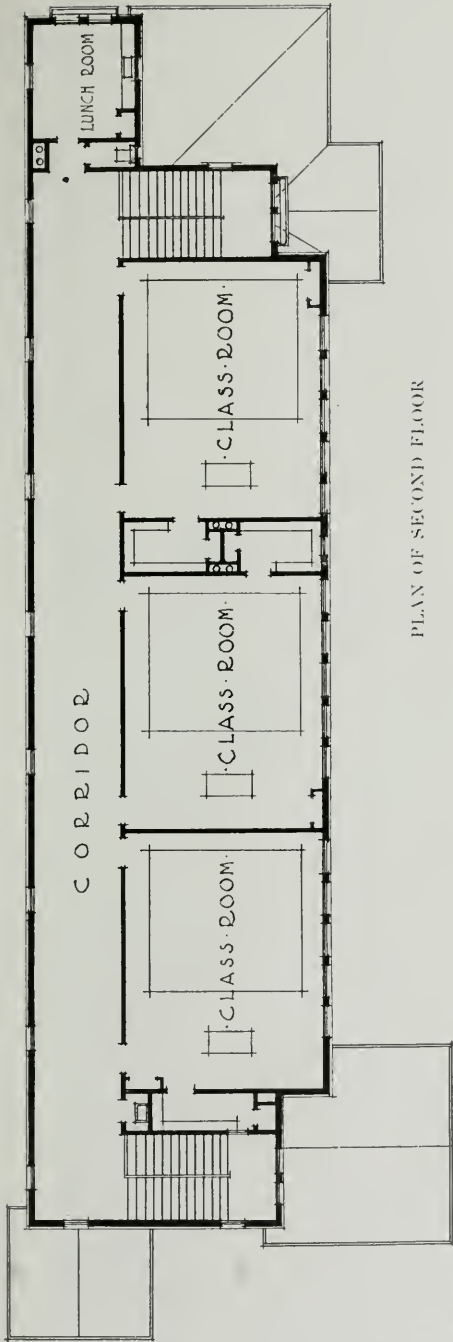 LUNCH ROOM
CORRIDOR
·CLASS·ROOM·
·CLASS·ROOM·
·CLASS·ROOM·
PLAN OF SECOND FLOOR